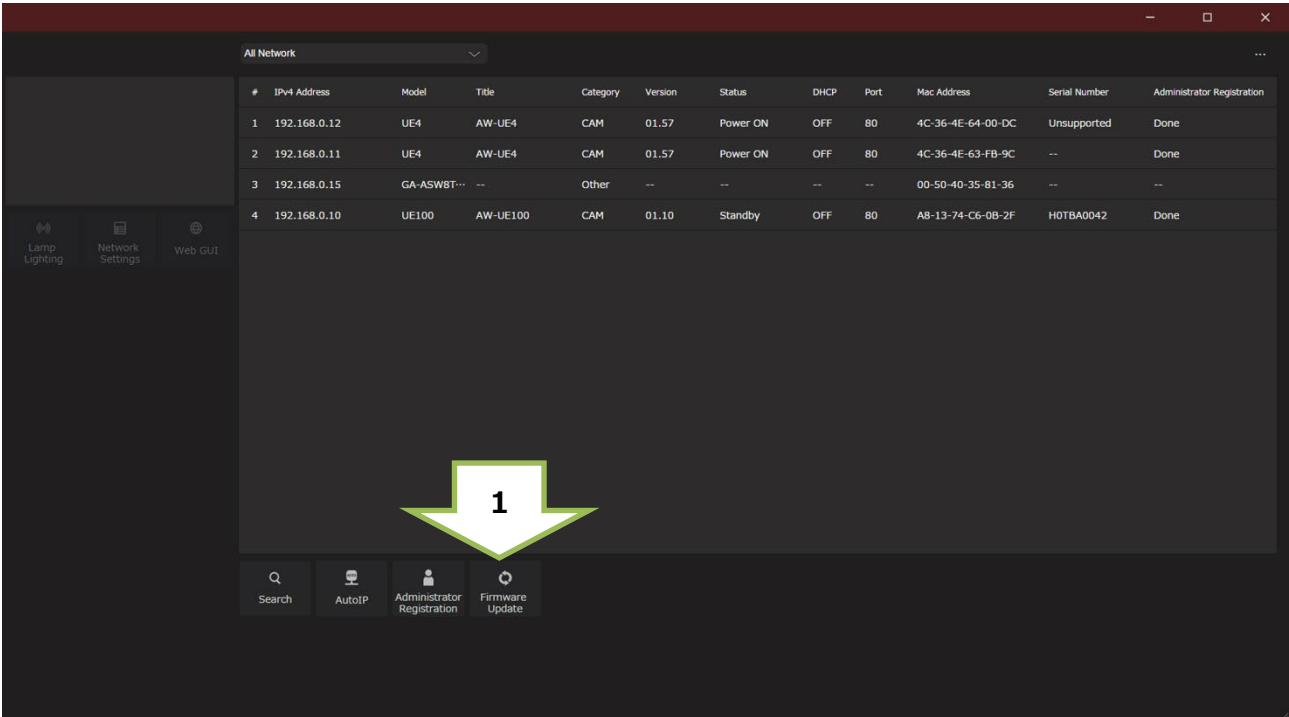 All Network
...
# IPv4 Address Model Title Category Version Status DHCP Port Mac Address Serial Number Administrator Registration
1 192.168.0.12 UE4 AW-UE4 CAM 01.57 Power ON OFF 80 4C-36-4E-64-00-DC Unsupported Done
2 192.168.0.11 UE4 AW-UE4 CAM 01.57 Power ON OFF 80 4C-36-4E-63-FB-9C -- Done
3 192.168.0.15 GA-ASW8T··· -- Other -- -- -- -- 00-50-40-35-81-36 -- --
4 192.168.0.10 UE100 AW-UE100 CAM 01.10 Standby OFF 80 A8-13-74-C6-0B-2F H0TBA0042 Done
Lamp
Lighting
Network
Settings
Web GUI
1
Search
AUTO
AutoIP
Administrator
Registration
Firmware
Update